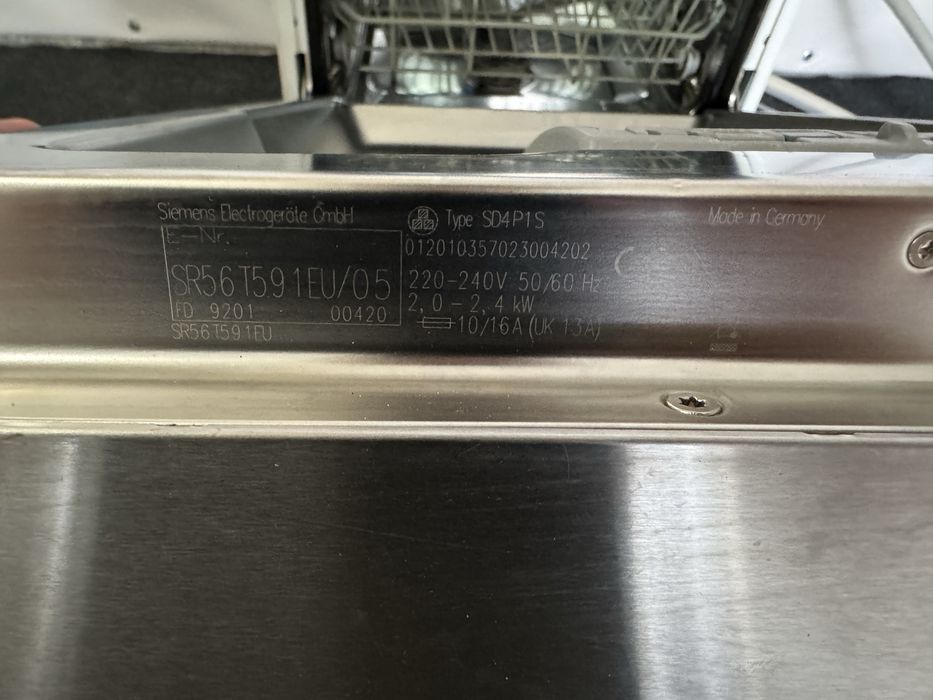 Siemens Elektrogeräte GmbH
E-Nr.
SR56T591EU/05
FD 9201 00420
SR56T591EU
Type SD4P1S
012010357023004202
220-240V 50/60 Hz
2,0 - 2,4 kW
10/16A (UK 13A)
Made in Germany